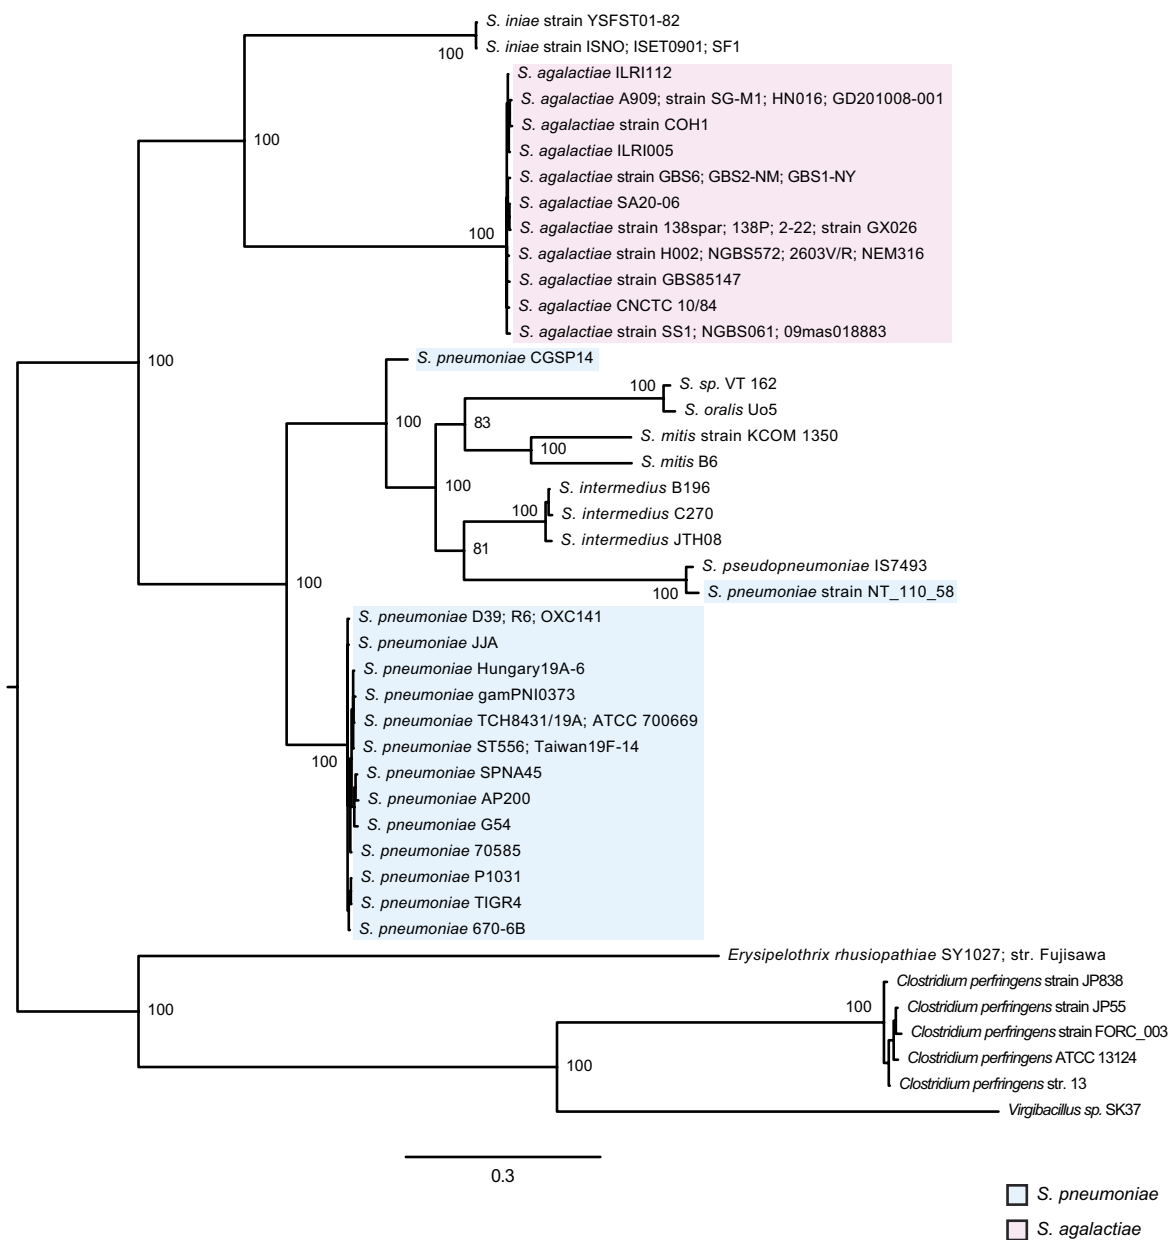 S. iniae strain YSFST01-82
100
S. iniae strain ISNO; ISET0901; SF1
S. agalactiae ILRI112
S. agalactiae A909; strain SG-M1; HN016; GD201008-001
S. agalactiae strain COH1
100
S. agalactiae ILRI005
S. agalactiae strain GBS6; GBS2-NM; GBS1-NY
S. agalactiae SA20-06
S. agalactiae strain 138spar; 138P; 2-22; strain GX026
100
S. agalactiae strain H002; NGBS572; 2603V/R; NEM316
S. agalactiae strain GBS85147
S. agalactiae CNCTC 10/84
S. agalactiae strain SS1; NGBS061; 09mas018883
100
S. pneumoniae CGSP14
100
S. sp. VT 162
S. oralis Uo5
100
83
S. mitis strain KCOM 1350
100
S. mitis B6
100
S. intermedius B196
100
S. intermedius C270
S. intermedius JTH08
81
S. pseudopneumoniae IS7493
100
100
S. pneumoniae strain NT_110_58
S. pneumoniae D39; R6; OXC141
S. pneumoniae JJA
S. pneumoniae Hungary19A-6
S. pneumoniae gamPNI0373
S. pneumoniae TCH8431/19A; ATCC 700669
S. pneumoniae ST556; Taiwan19F-14
100
S. pneumoniae SPNA45
S. pneumoniae AP200
S. pneumoniae G54
S. pneumoniae 70585
S. pneumoniae P1031
S. pneumoniae TIGR4
S. pneumoniae 670-6B
Erysipelothrix rhusiopathiae SY1027; str. Fujisawa
Clostridium perfringens strain JP838
100
Clostridium perfringens strain JP55
100
Clostridium perfringens strain FORC_003
Clostridium perfringens ATCC 13124
100
Clostridium perfringens str. 13
Virgibacillus sp. SK37
0.3
S. pneumoniae
S. agalactiae